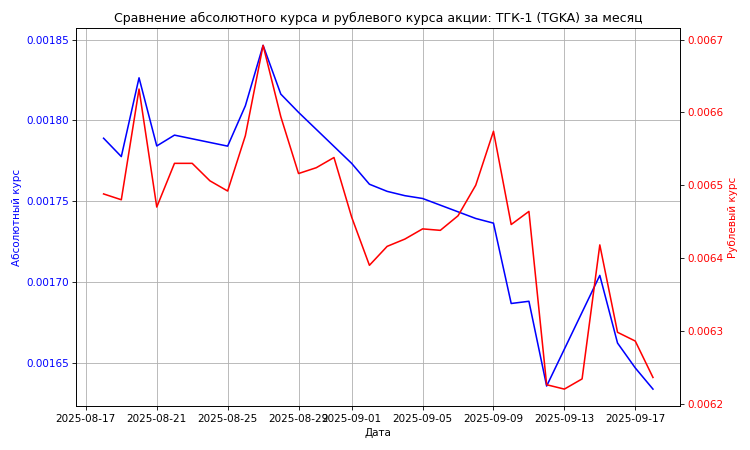 Сравнение абсолютного курса и рублевого курса акции: ТГК-1 (TGKA) за месяц
0.00185
0.00180
0.00175
0.00170
0.00165
Абсолютный курс
0.0067
0.0066
0.0065
0.0064
0.0063
0.0062
Рублевый курс
2025-08-17 2025-08-21 2025-08-25 2025-08-29 2025-09-01 2025-09-05 2025-09-09 2025-09-13 2025-09-17
Дата